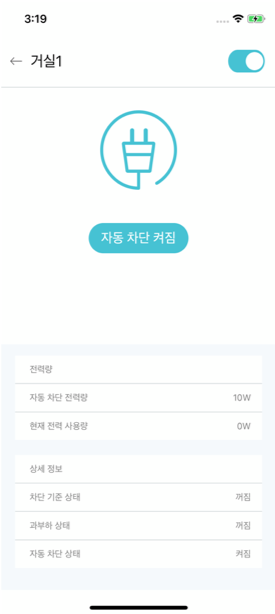 3:19
거실1
자동 차단 켜짐
전력량
자동 차단 전력량 10W
현재 전력 사용량 0W
상세 정보
차단 기준 상태 꺼짐
과부하 상태 꺼짐
자동 차단 상태 켜짐